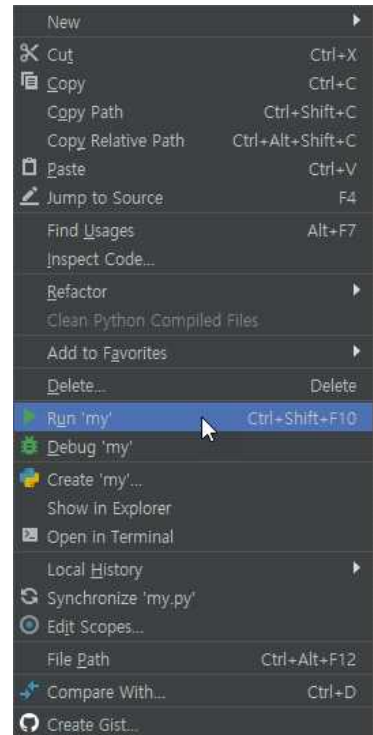 New
Cut Ctrl+X
Copy Ctrl+C
Copy Path Ctrl+Shift+C
Copy Relative Path Ctrl+Alt+Shift+C
Paste Ctrl+V
Jump to Source F4
Find Usages Alt+F7
Inspect Code...
Refactor
Clean Python Compiled Files
Add to Favorites
Delete... Delete
Run 'my' Ctrl+Shift+F10
Debug 'my'
Create 'my'...
Show in Explorer
Open in Terminal
Local History
Synchronize 'my.py'
Edit Scopes...
File Path Ctrl+Alt+F12
Compare With... Ctrl+D
Create Gist...